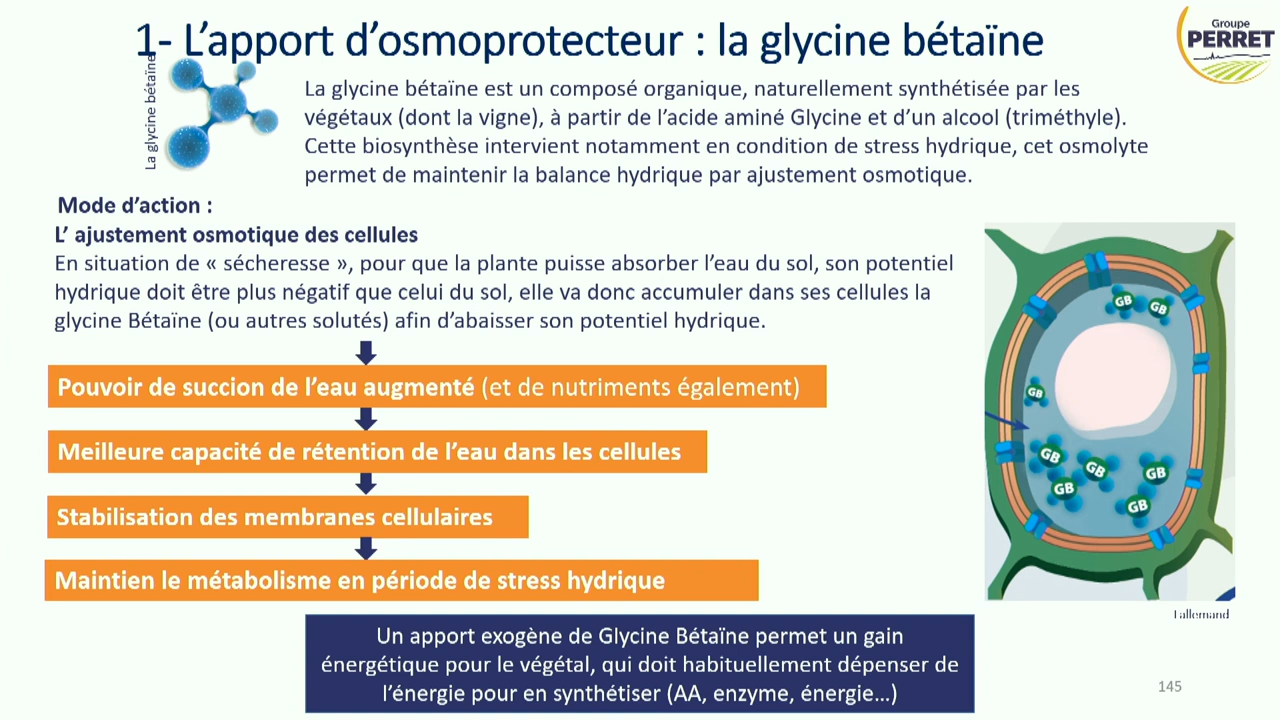 1- L'apport d'osmoprotecteur : la glycine bétaïne
Groupe
PERRET
La glycine bétaïne
La glycine bétaïne est un composé organique, naturellement synthétisée par les
végétaux (dont la vigne), à partir de l'acide aminé Glycine et d'un alcool (triméthyle).
Cette biosynthèse intervient notamment en condition de stress hydrique, cet osmolyte
permet de maintenir la balance hydrique par ajustement osmotique.
Mode d'action :
L' ajustement osmotique des cellules
En situation de « sécheresse », pour que la plante puisse absorber l'eau du sol, son potentiel
hydrique doit être plus négatif que celui du sol, elle va donc accumuler dans ses cellules la
glycine Bétaïne (ou autres solutés) afin d'abaisser son potentiel hydrique.
Pouvoir de succion de l'eau augmenté (et de nutriments également)
Meilleure capacité de rétention de l'eau dans les cellules
Stabilisation des membranes cellulaires
Maintien le métabolisme en période de stress hydrique
GB
GB
GB
GB
GB
GB
GB
GB
Lallemand
Un apport exogène de Glycine Bétaïne permet un gain
énergétique pour le végétal, qui doit habituellement dépenser de
l'énergie pour en synthétiser (AA, enzyme, énergie...)
145